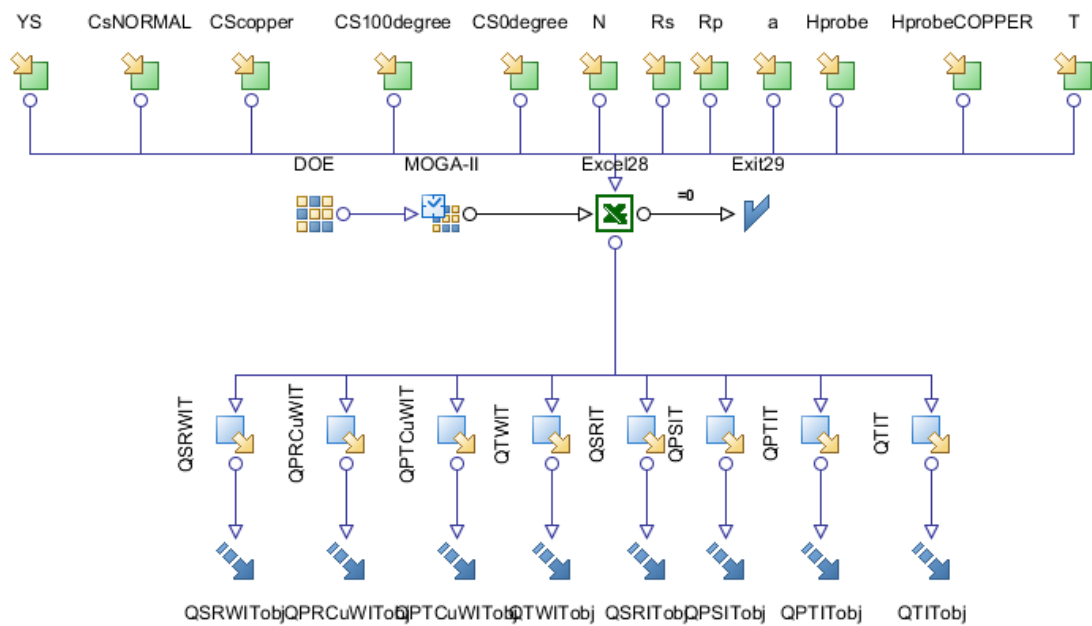 YS CsNORMAL CScopper CS100degree CS0degree N Rs Rp a Hprobe HprobeCOPPER T
DOE MOGA-II Excel28 Exit29
=0
QSRWIT QPRCuWIT QPTCuWIT QTWIT QSRIT QPSIT QPTIT QTIT
QSRWITobj QPRCuWITobj QPTCuWITobj QTWITobj QSRITobj QPSITobj QPTITobj QTITobj